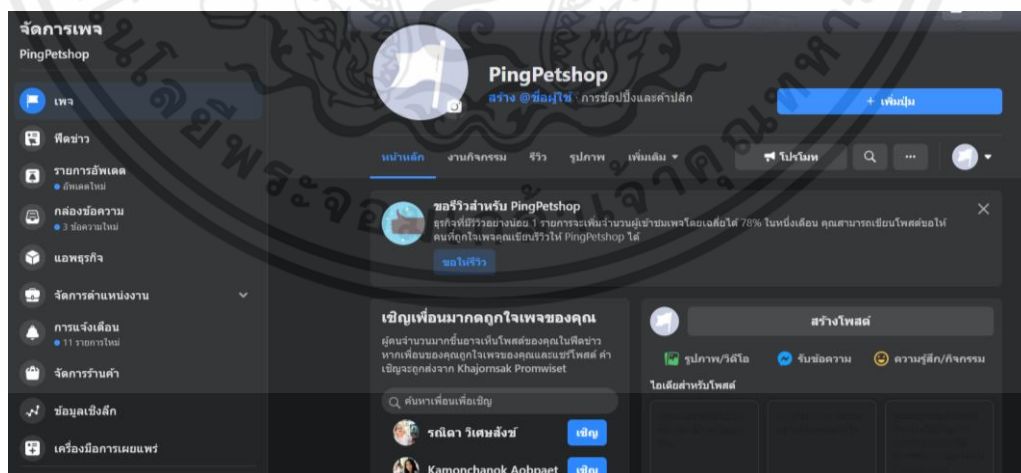 จัดการเพจ
PingPetshop
เพจ
ฟีดข่าว
รายการอัพเดต
อัพเดตใหม่
กล่องข้อความ
3 ข้อความใหม่
แอพธุรกิจ
จัดการตำแหน่งงาน
การแจ้งเตือน
11 รายการใหม่
จัดการร้านค้า
ข้อมูลเชิงลึก
เครื่องมือการเผยแพร่
PingPetshop
สร้าง @ชื่อผู้ใช้ · การช้อปปิ้งและค้าปลีก
+ เพิ่มปุ่ม
หน้าหลัก งานกิจกรรม รีวิว รูปภาพ เพิ่มเติม
โปรโมท
ขอรีวิวสำหรับ PingPetshop
ธุรกิจที่มีรีวิวอย่างน้อย 1 รายการจะเพิ่มจำนวนผู้เข้าชมเพจโดยเฉลี่ยได้ 78% ในหนึ่งเดือน คุณสามารถเขียนโพสต์ขอให้
คนที่ถูกใจเพจคุณเขียนรีวิวให้ PingPetshop ได้
ขอให้รีวิว
เชิญเพื่อนมากดถูกใจเพจของคุณ
ผู้คนจำนวนมากขึ้นอาจเห็นโพสต์ของคุณในฟีดข่าว
หากเพื่อนของคุณถูกใจเพจของคุณและแชร์โพสต์ คำ
เชิญจะถูกส่งจาก Khajornsak Promwiset
ค้นหาเพื่อนเพื่อเชิญ
รณิดา วิเศษสังข์ เชิญ
Kamonchanok Aobpaet เชิญ
สร้างโพสต์
รูปภาพ/วิดีโอ รับข้อความ ความรู้สึก/กิจกรรม
ไอเดียสำหรับโพสต์